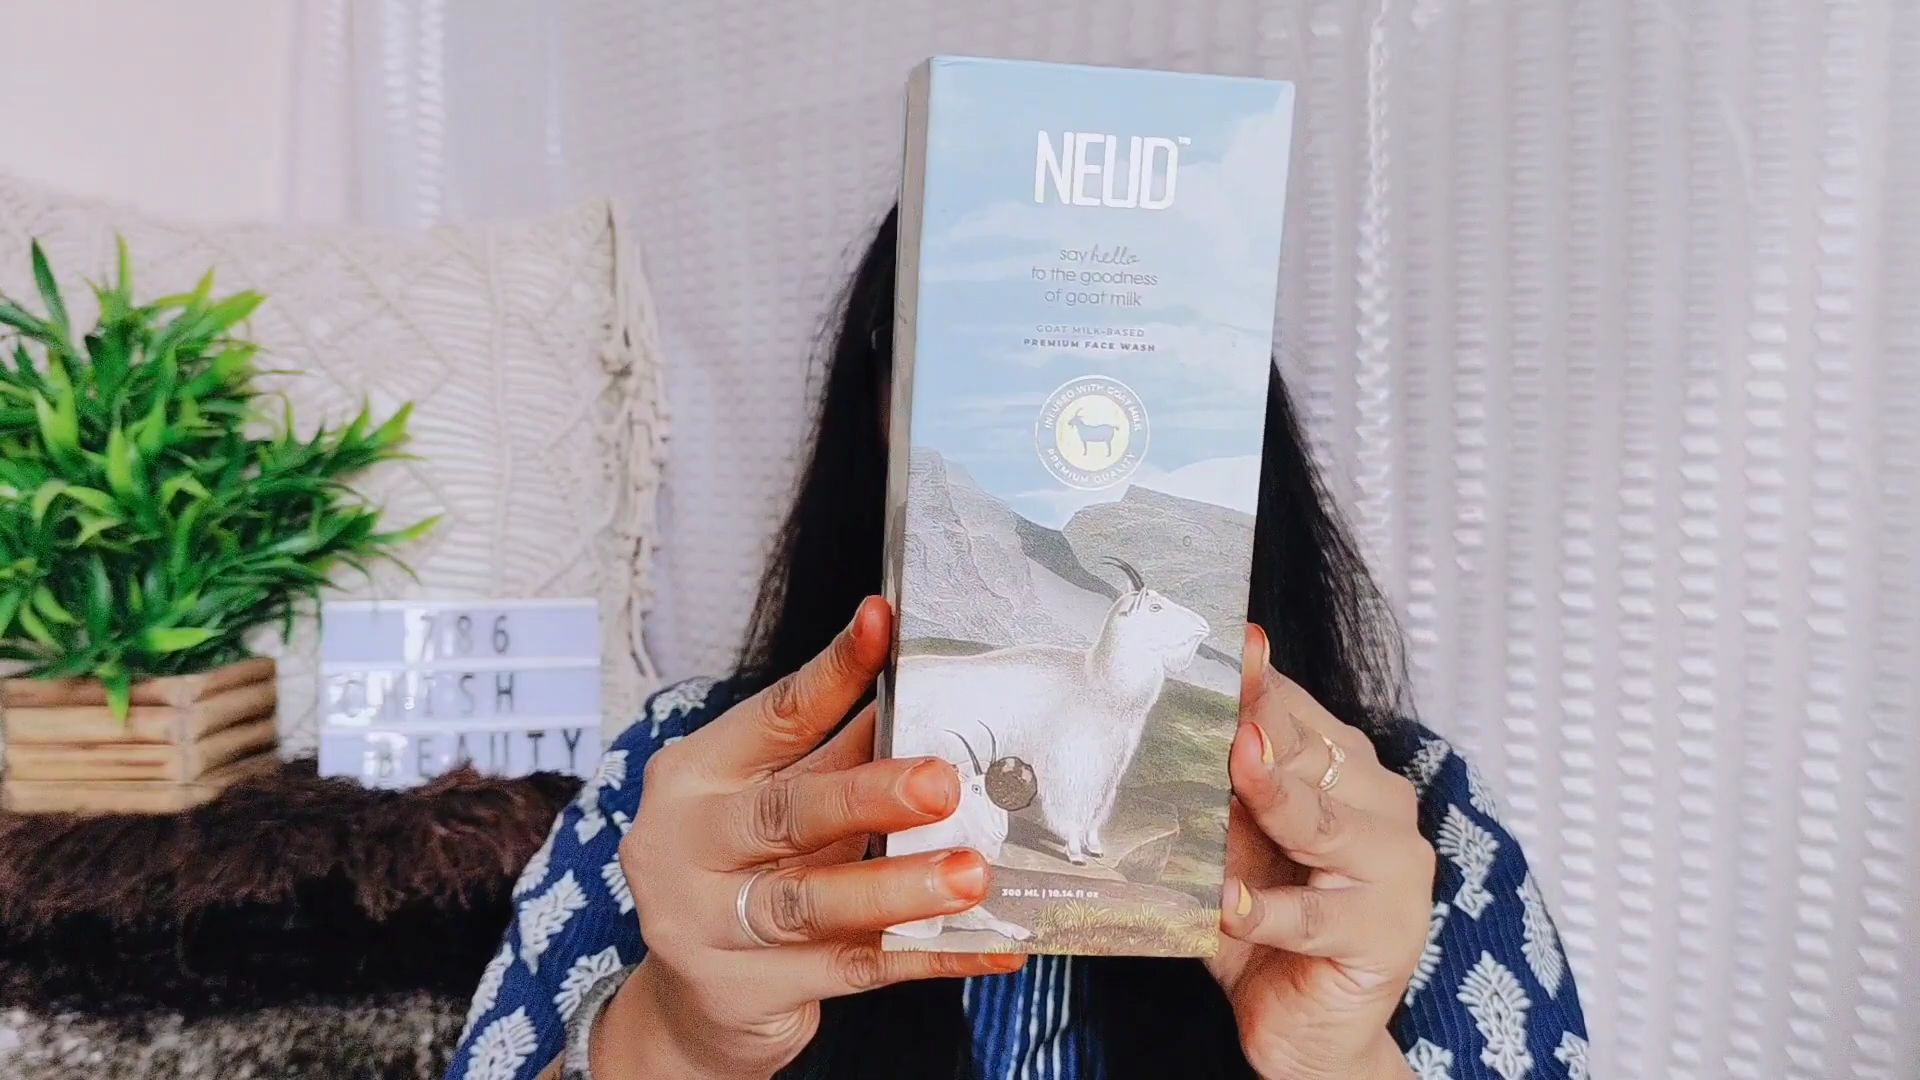 NEUD™
say hello
to the goodness
of goat milk
GOAT MILK-BASED
PREMIUM FACE WASH
INFUSED WITH GOAT MILK
PREMIUM QUALITY
300 ML | 10.14 fl oz
786
CHISH
BEAUTY